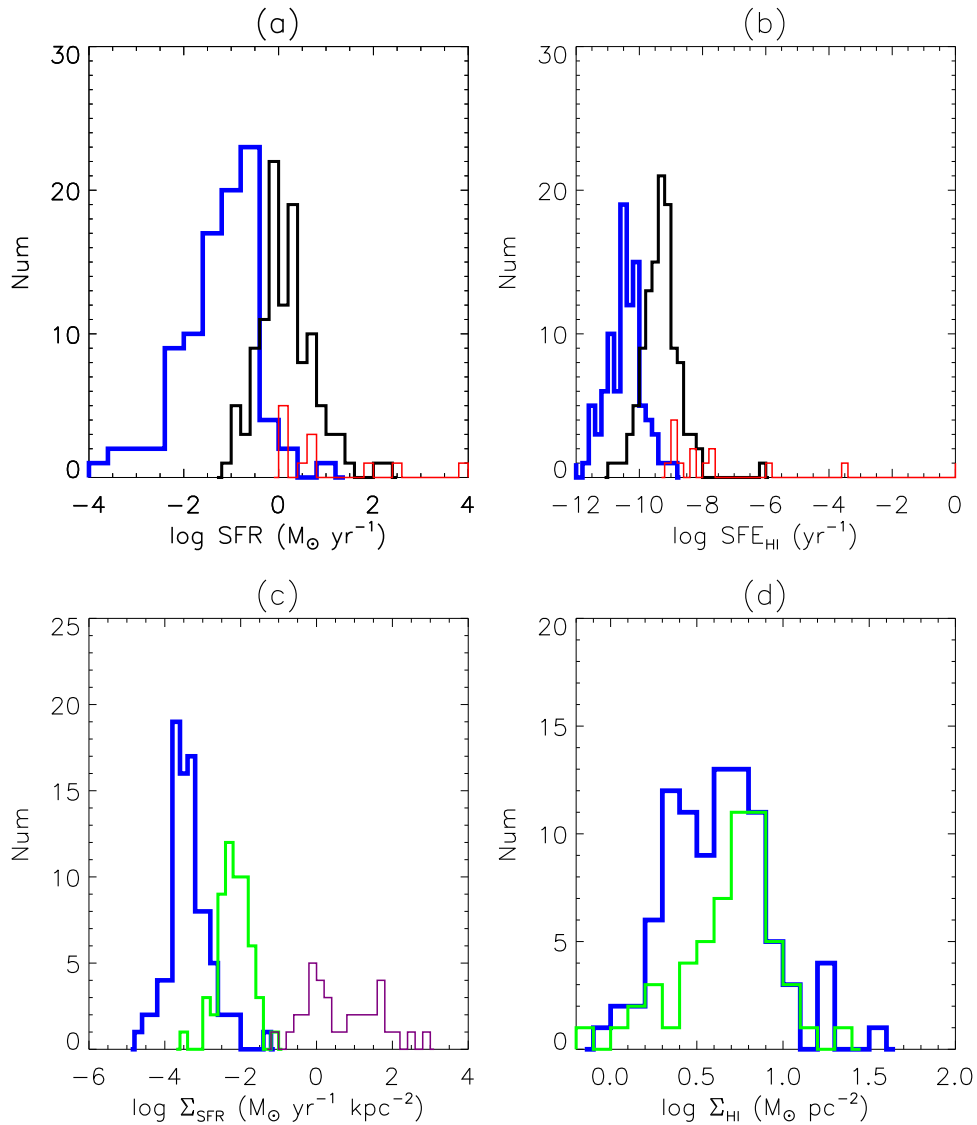 (a)
30
20
10
0
Num
-4 -2 0 2 4
log SFR (M⊙ yr⁻¹)
(b)
30
20
10
0
Num
-12 -10 -8 -6 -4 -2 0
log SFE_HI (yr⁻¹)
(c)
25
20
15
10
5
0
Num
-6 -4 -2 0 2 4
log Σ_SFR (M⊙ yr⁻¹ kpc⁻²)
(d)
20
15
10
5
0
Num
0.0 0.5 1.0 1.5 2.0
log Σ_HI (M⊙ pc⁻²)